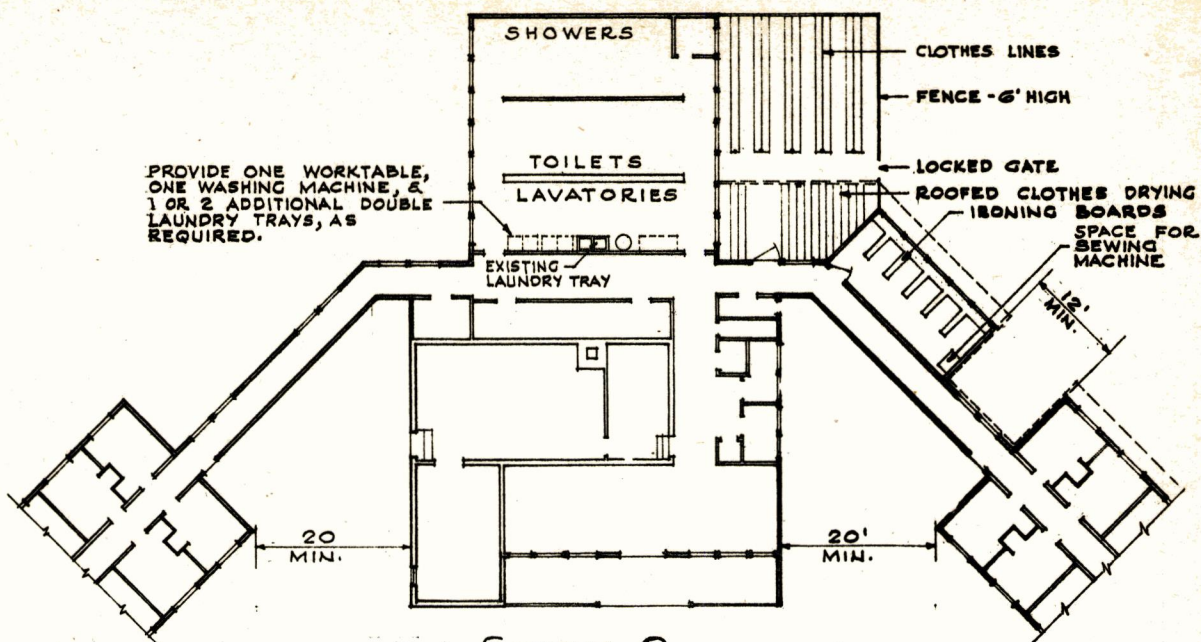 SHOWERS
CLOTHES LINES
FENCE - 6' HIGH
TOILETS
LOCKED GATE
PROVIDE ONE WORKTABLE,
ONE WASHING MACHINE, &
1 OR 2 ADDITIONAL DOUBLE
LAUNDRY TRAYS, AS
REQUIRED.
LAVATORIES
ROOFED CLOTHES DRYING
IRONING BOARDS
SPACE FOR
SEWING
MACHINE
EXISTING
LAUNDRY TRAY
12'
MIN.
20
MIN.
20'
MIN.